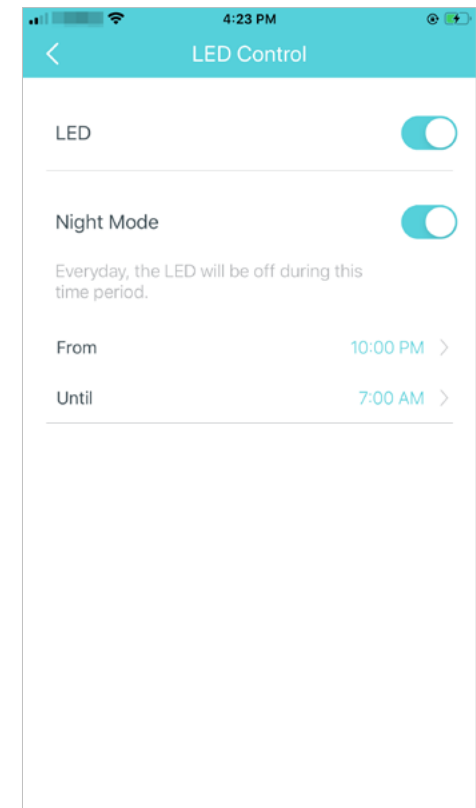 4:23 PM
LED Control
LED
Night Mode
Everyday, the LED will be off during this
time period.
From 10:00 PM
Until 7:00 AM